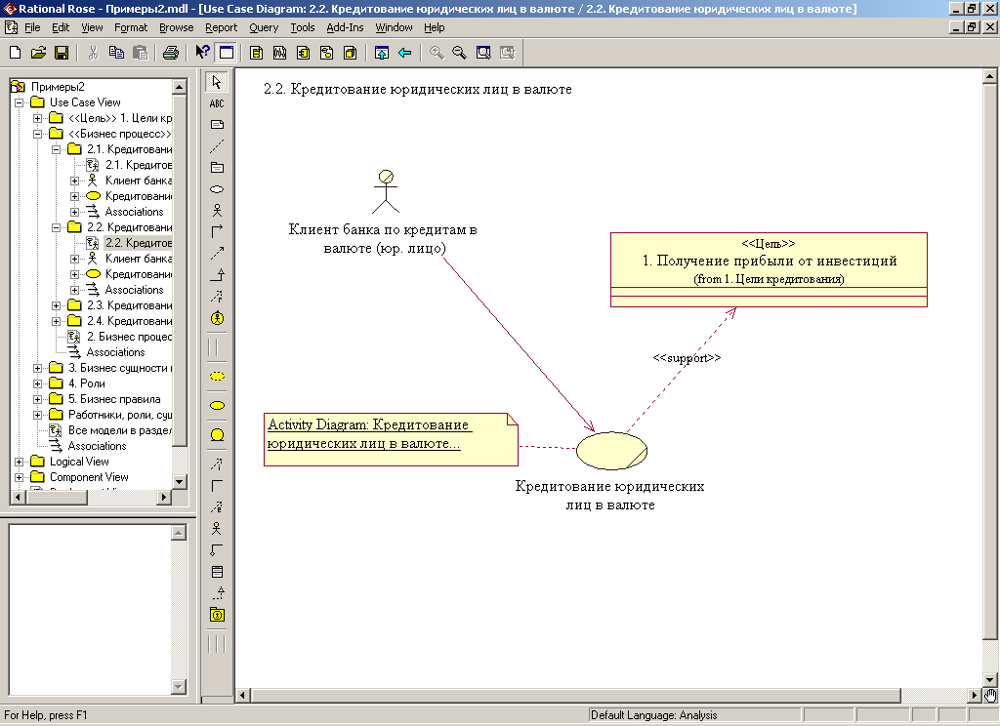 Rational Rose - Примеры2.mdl - [Use Case Diagram: 2.2. Кредитование юридических лиц в валюте / 2.2. Кредитование юридических лиц в валюте]
File Edit View Format Browse Report Query Tools Add-Ins Window Help
Примеры2
Use Case View
<<Цель>> 1. Цели кр
<<Бизнес процесс>>
2.1. Кредитовани
2.1. Кредитов
Клиент банка
Кредитовани
Associations
2.2. Кредитовани
2.2. Кредитов
Клиент банка
Кредитовани
Associations
2.3. Кредитовани
2.4. Кредитовани
2. Бизнес процес
Associations
3. Бизнес сущности
4. Роли
5. Бизнес правила
Работники, роли, сущ
Все модели в раздел
Associations
Logical View
Component View
ABC
2.2. Кредитование юридических лиц в валюте
Клиент банка по кредитам в
валюте (юр. лицо)
<<Цель>>
1. Получение прибыли от инвестиций
(from 1. Цели кредитования)
<<support>>
Activity Diagram: Кредитование
юридических лиц в валюте...
Кредитование юридических
лиц в валюте
For Help, press F1
Default Language: Analysis